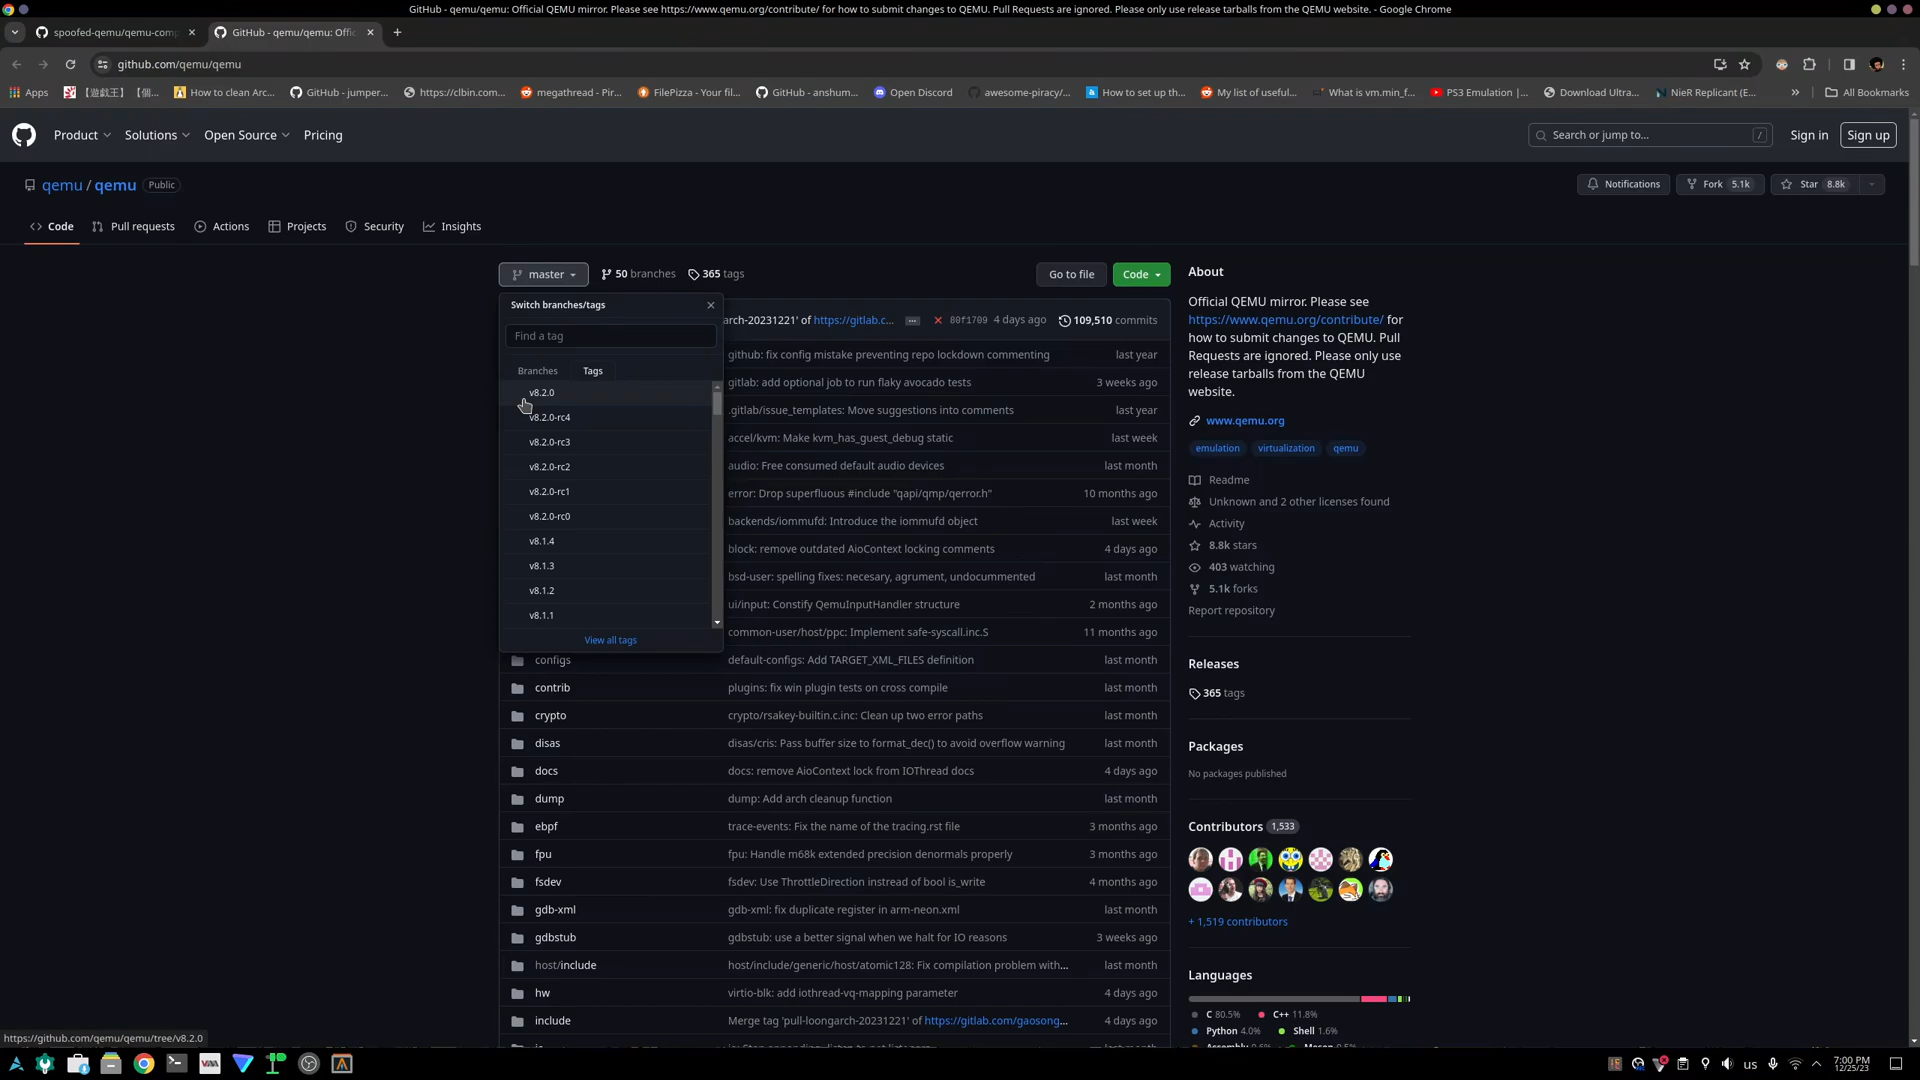 GitHub - qemu/qemu: Official QEMU mirror. Please see https://www.qemu.org/contribute/ for how to submit changes to QEMU. Pull Requests are ignored. Please only use release tarballs from the QEMU website. - Google Chrome
spoofed-qemu/qemu-com
GitHub - qemu/qemu: Offi
github.com/qemu/qemu
Apps
【遊戯王】【個...
How to clean Arc...
GitHub - jumper...
https://clbin.com...
megathread - Pir...
FilePizza - Your fil...
GitHub - anshum...
Open Discord
awesome-piracy/...
How to set up th...
My list of useful...
What is vm.min_f...
PS3 Emulation |...
Download Ultra...
NieR Replicant (E...
All Bookmarks
Product
Solutions
Open Source
Pricing
Search or jump to...
/
Sign in
Sign up
qemu / qemu Public
Notifications
Fork 5.1k
Star 8.8k
Code
Pull requests
Actions
Projects
Security
Insights
master
50 branches
365 tags
Go to file
Code
Switch branches/tags
Find a tag
Branches
Tags
v8.2.0
v8.2.0-rc4
v8.2.0-rc3
v8.2.0-rc2
v8.2.0-rc1
v8.2.0-rc0
v8.1.4
v8.1.3
v8.1.2
v8.1.1
View all tags
arch-20231221' of https://gitlab.c... 80f1709 4 days ago 109,510 commits
github: fix config mistake preventing repo lockdown commenting last year
gitlab: add optional job to run flaky avocado tests 3 weeks ago
.gitlab/issue_templates: Move suggestions into comments last year
accel/kvm: Make kvm_has_guest_debug static last week
audio: Free consumed default audio devices last month
error: Drop superfluous #include "qapi/qmp/qerror.h" 10 months ago
backends/iommufd: Introduce the iommufd object last week
block: remove outdated AioContext locking comments 4 days ago
bsd-user: spelling fixes: necesary, agrument, undocummented last month
ui/input: Constify QemuInputHandler structure 2 months ago
common-user/host/ppc: Implement safe-syscall.inc.S 11 months ago
configs default-configs: Add TARGET_XML_FILES definition last month
contrib plugins: fix win plugin tests on cross compile last month
crypto crypto/rsakey-builtin.c.inc: Clean up two error paths last month
disas disas/cris: Pass buffer size to format_dec() to avoid overflow warning last month
docs docs: remove AioContext lock from IOThread docs 4 days ago
dump dump: Add arch cleanup function last month
ebpf trace-events: Fix the name of the tracing.rst file 3 months ago
fpu fpu: Handle m68k extended precision denormals properly 3 months ago
fsdev fsdev: Use ThrottleDirection instread of bool is_write 4 months ago
gdb-xml gdb-xml: fix duplicate register in arm-neon.xml last month
gdbstub gdbstub: use a better signal when we halt for IO reasons 3 weeks ago
host/include host/include/generic/host/atomic128: Fix compilation problem with... last month
hw virtio-blk: add iothread-vq-mapping parameter 4 days ago
include Merge tag 'pull-loongarch-20231221' of https://gitlab.com/gaosong... 4 days ago
About
Official QEMU mirror. Please see
https://www.qemu.org/contribute/ for
how to submit changes to QEMU. Pull
Requests are ignored. Please only use
release tarballs from the QEMU
website.
www.qemu.org
emulation virtualization qemu
Readme
Unknown and 2 other licenses found
Activity
8.8k stars
403 watching
5.1k forks
Report repository
Releases
365 tags
Packages
No packages published
Contributors 1,533
+ 1,519 contributors
Languages
C 80.5% C++ 11.8%
Python 4.0% Shell 1.6%
https://github.com/qemu/qemu/tree/v8.2.0
us
7:00 PM
12/25/23